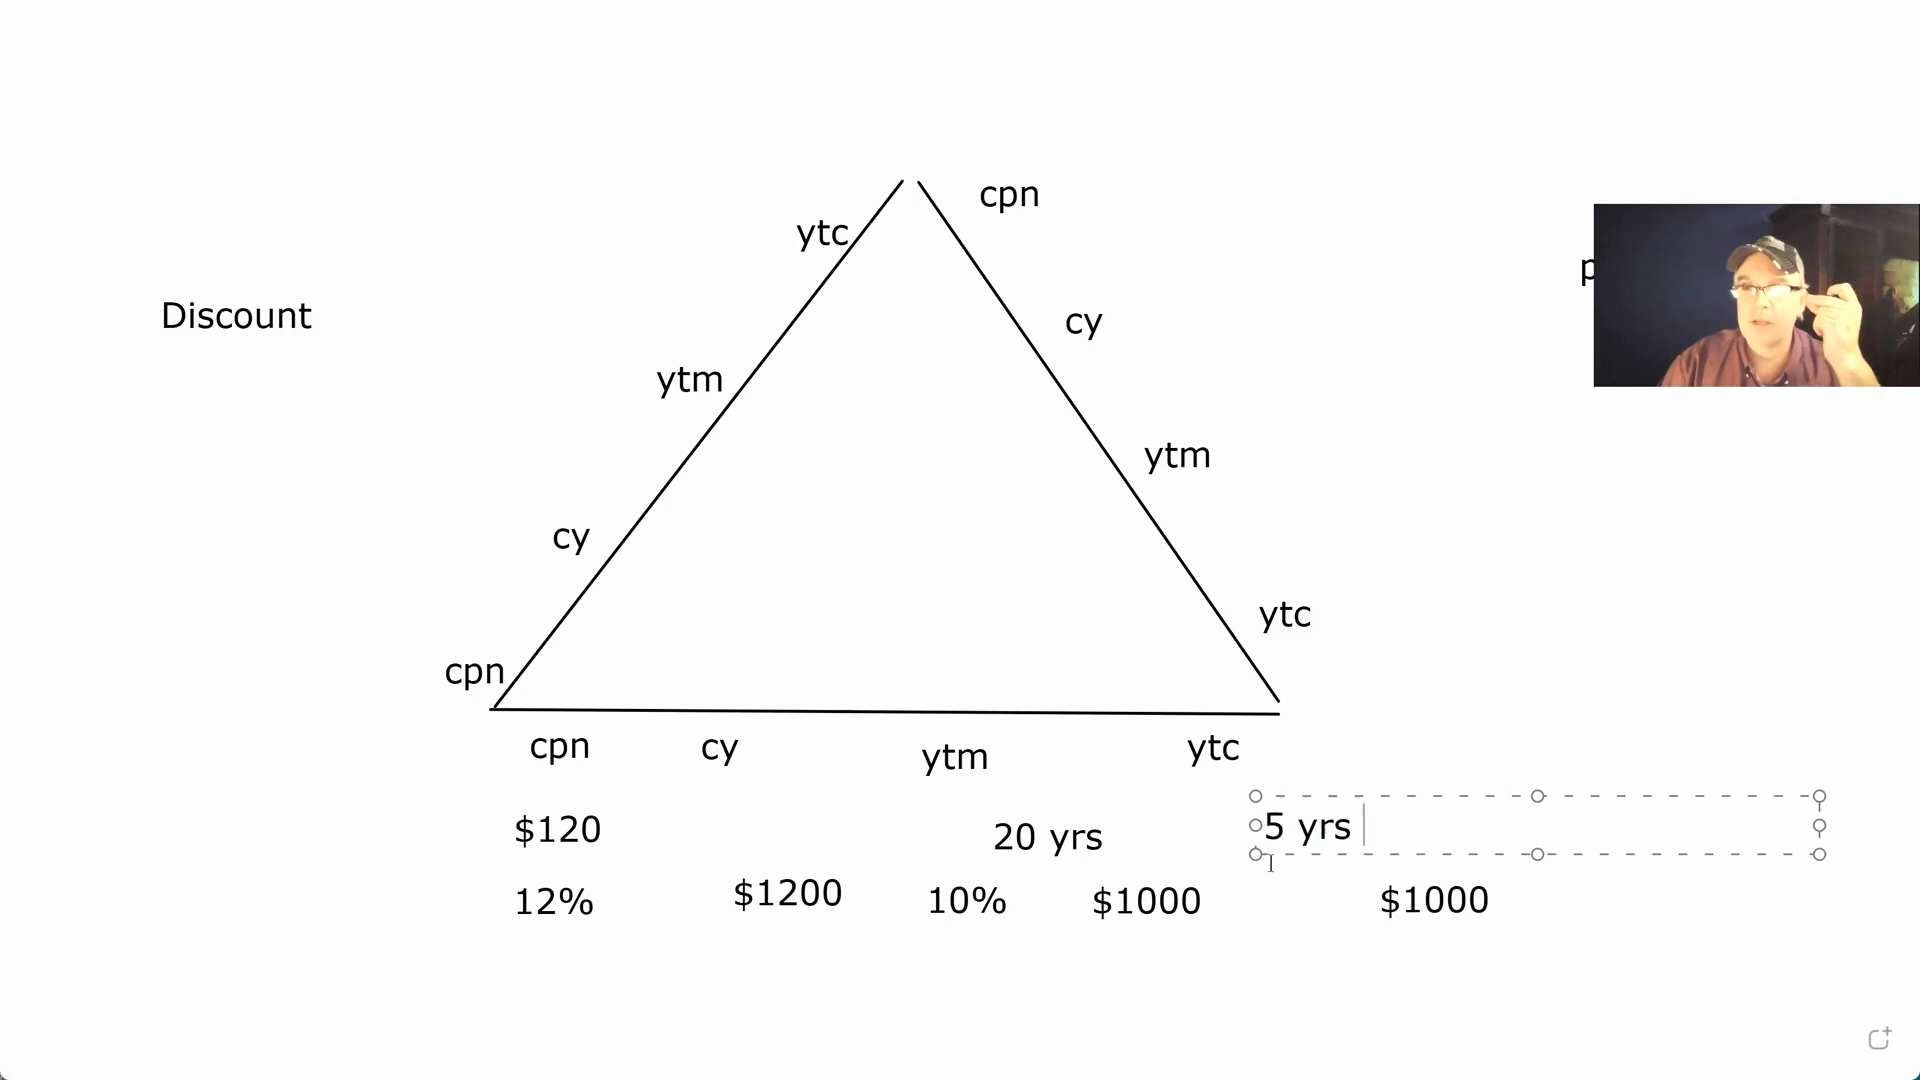 cpn
ytc
Discount
cy
ytm
ytm
cy
ytc
cpn
cpn
cy
ytm
ytc
$120
20 yrs
5 yrs
12%
$1200
10%
$1000
$1000